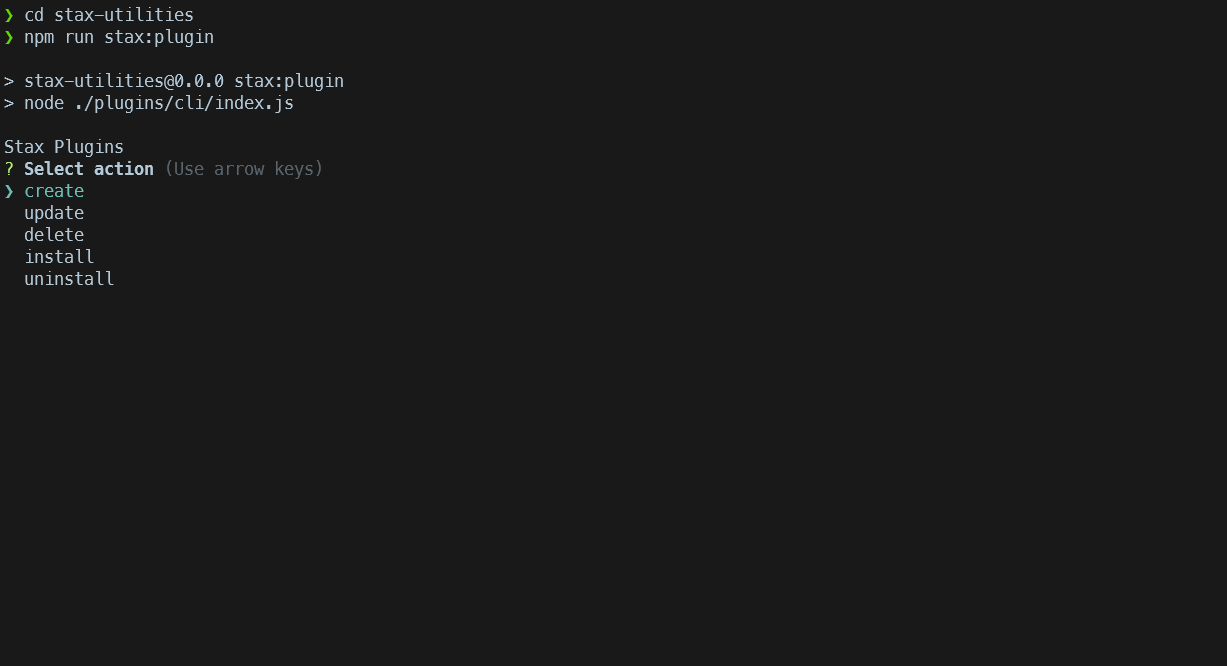 ❯ cd stax-utilities
❯ npm run stax:plugin
> stax-utilities@0.0.0 stax:plugin
> node ./plugins/cli/index.js
Stax Plugins
? Select action (Use arrow keys)
❯ create
  update
  delete
  install
  uninstall